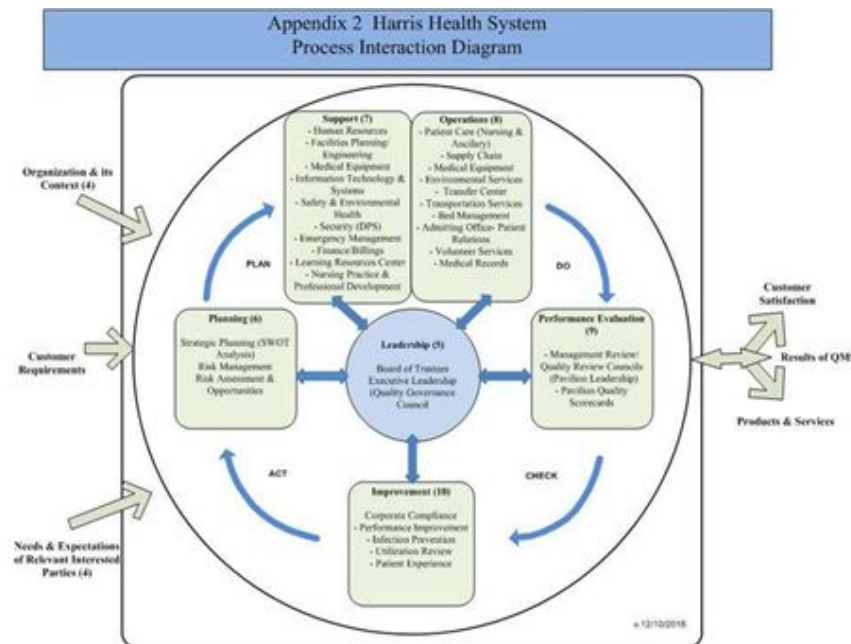 Appendix 2 Harris Health System
Process Interaction Diagram
Organization & its
Context (4)
Customer
Requirements
Needs & Expectations
of Relevant Interested
Parties (4)
Support (7)
- Human Resources
- Facilities Planning/
Engineering
- Medical Equipment
- Information Technology &
Systems
- Safety & Environmental
Health
- Security (DPS)
- Emergency Management
- Finance/Billings
- Learning Resources Center
- Nursing Practice &
Professional Development
Operations (8)
- Patient Care (Nursing &
Ancilary)
- Supply Chain
- Medical Equipment
- Environmental Services
- Transfer Center
- Transportation Services
- Bed Management
- Admitting Office- Patient
Relations
- Volunteer Services
- Medical Records
PLAN
DO
Planning (6)
Strategic Planning (SWOT
Analysis)
Risk Management
Risk Assessment &
Opportunities
Leadership (5)
Board of Trustees
Executive Leadership
(Quality Governance
Council
Performance Evaluation
(9)
- Management Review/
Quality Review Councils
(Pavilion Leadership)
- Pavilion Quality
Scorecards
ACT
CHECK
Improvement (10)
Corporate Compliance
- Performance Improvement
- Infection Prevention
- Utilization Review
- Patient Experience
Customer
Satisfaction
Results of QMS
Products & Services
v.12/10/2018